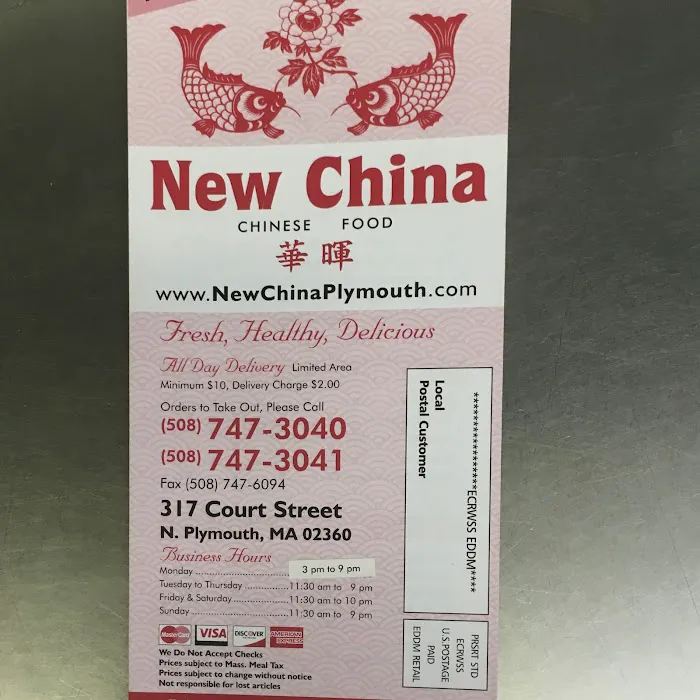 New China
CHINESE FOOD
華暉
www.NewChinaPlymouth.com
Fresh, Healthy, Delicious
All Day Delivery Limited Area
Minimum $10, Delivery Charge $2.00
Orders to Take Out, Please Call
(508) 747-3040
(508) 747-3041
Fax (508) 747-6094
317 Court Street
N. Plymouth, MA 02360
Business Hours
Monday ........................ 3 pm to 9 pm
Tuesday to Thursday ..............11:30 am to 9 pm
Friday & Saturday..................11:30 am to 10 pm
Sunday ................................11:30 am to 9 pm
MasterCard VISA DISCOVER AMERICAN EXPRESS
We Do Not Accept Checks
Prices subject to Mass. Meal Tax
Prices subject to change without notice
Not responsible for lost articles
*******************ECRWSS EDDM****
Local
Postal Customer
PRSRT STD
ECRWSS
U.S.POSTAGE
PAID
EDDM RETAIL